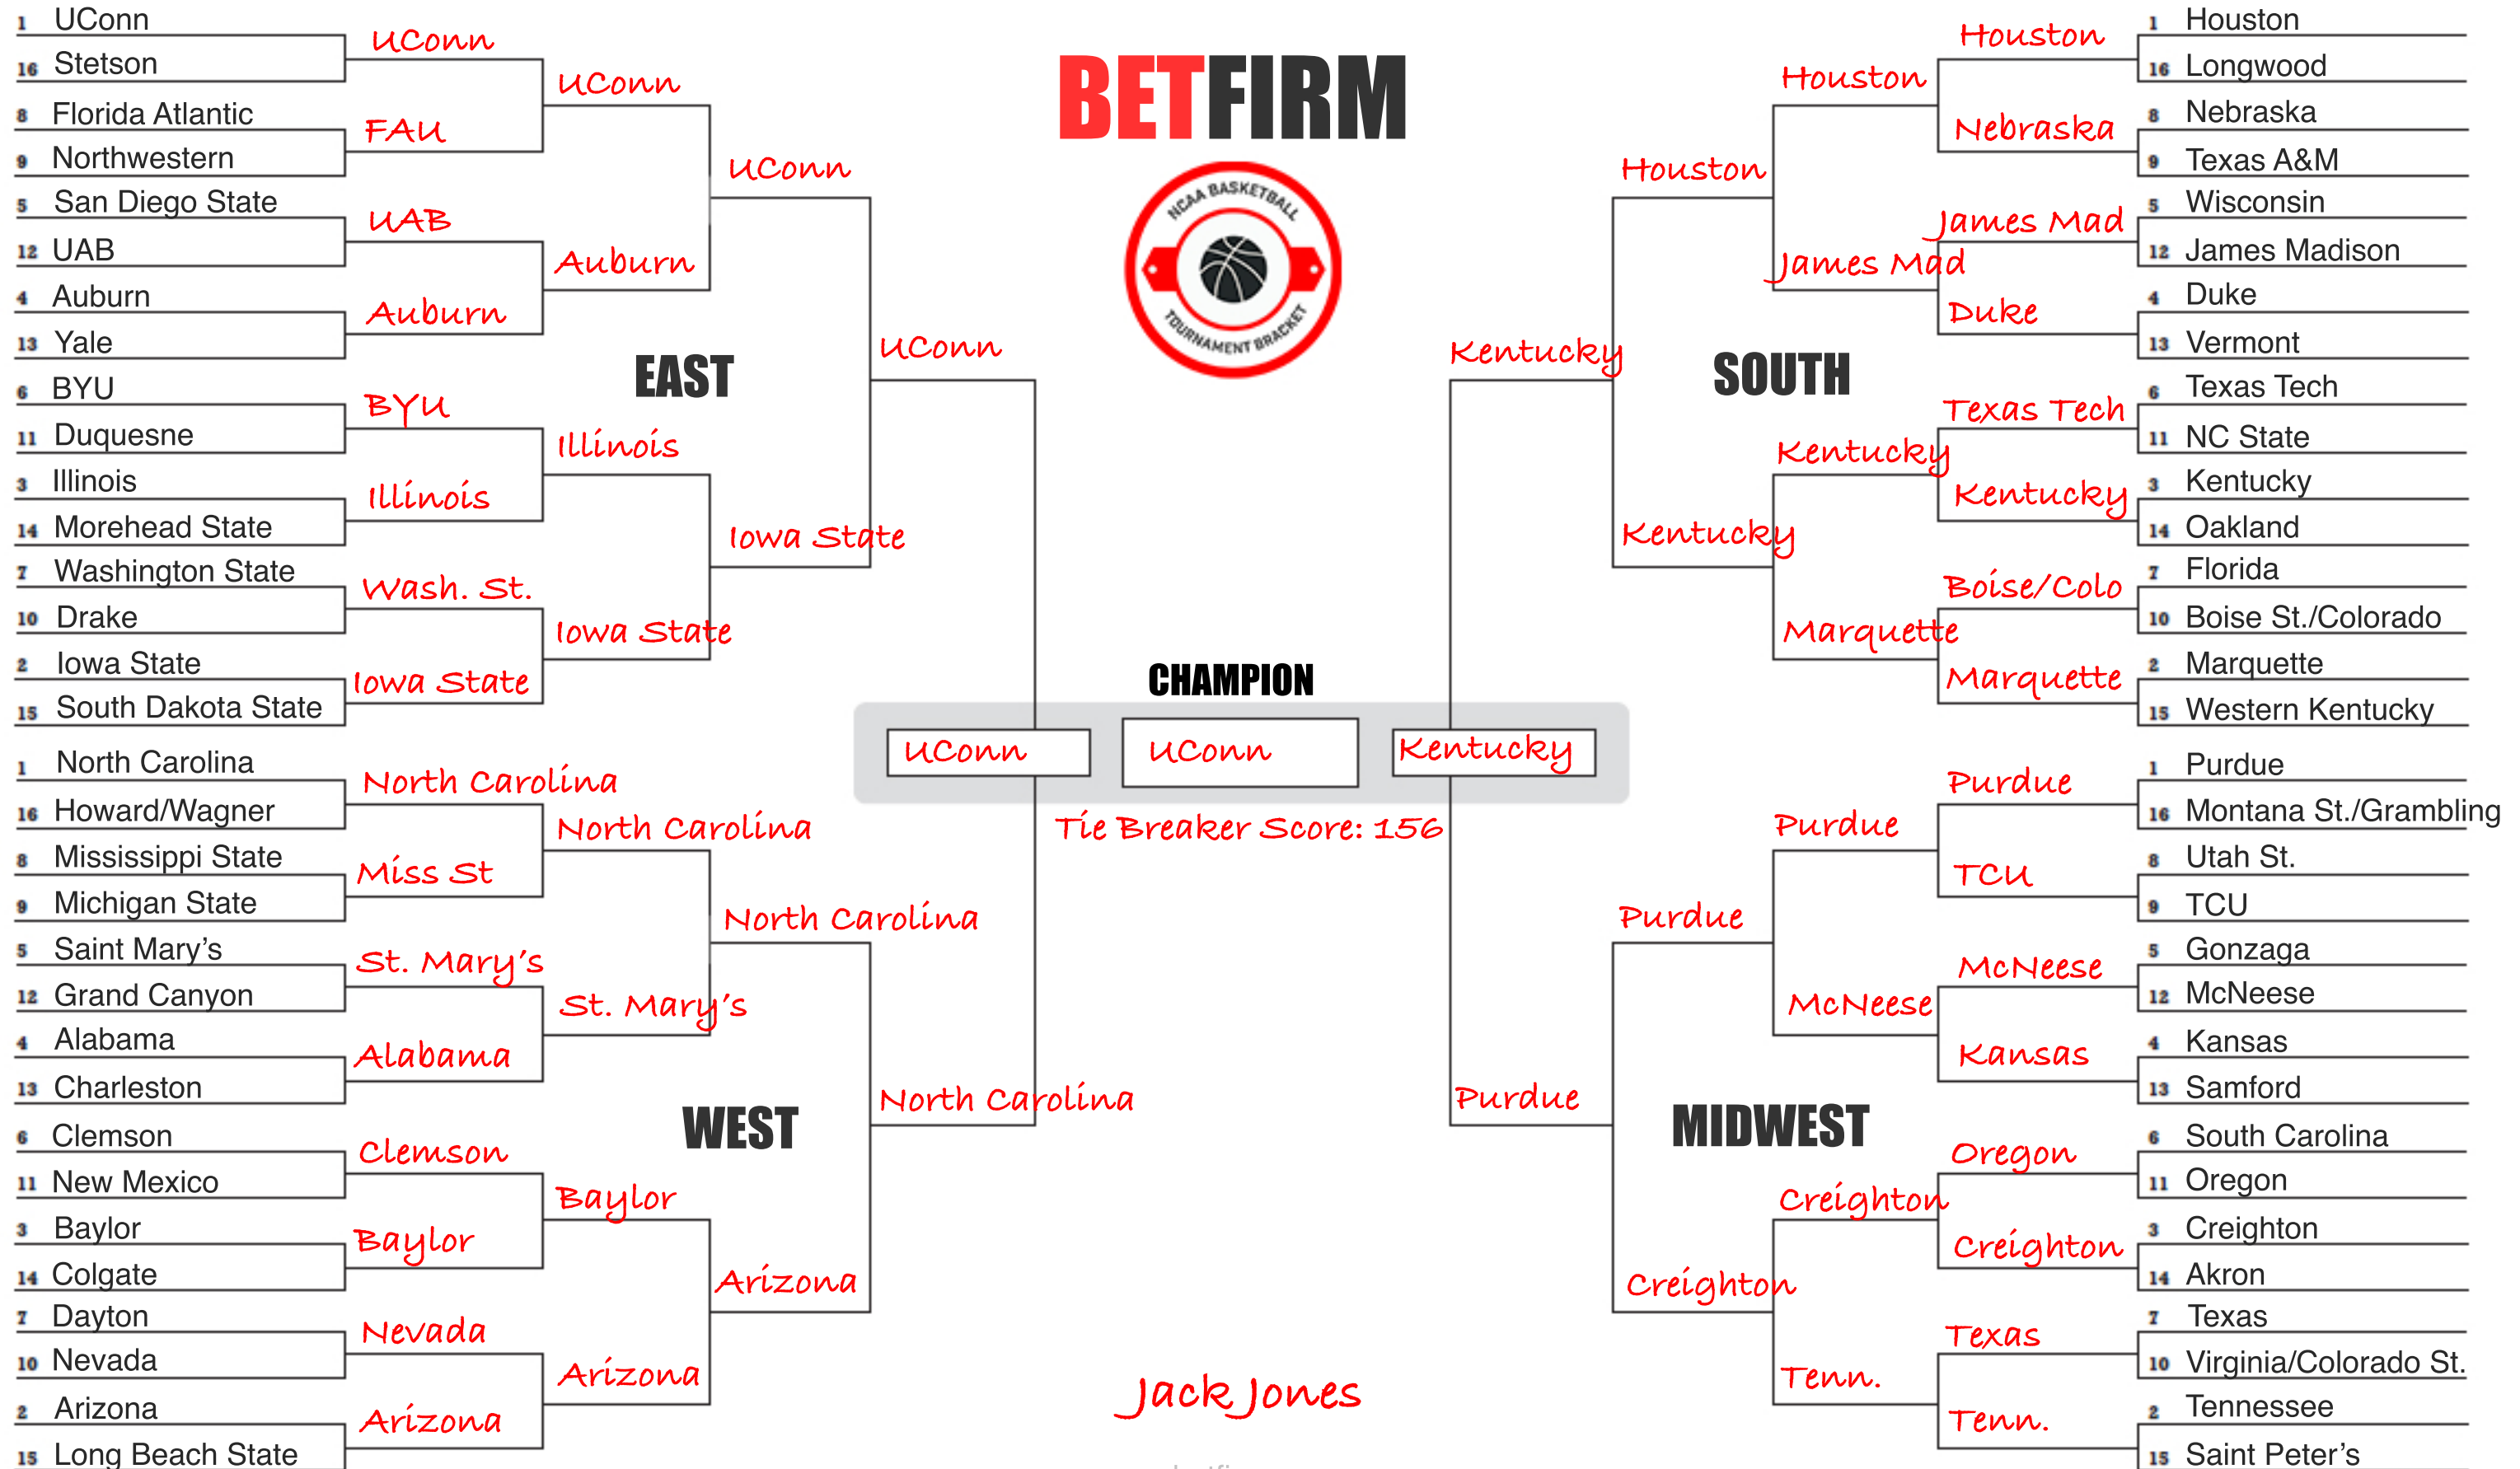 1 UConn
16 Stetson
8 Florida Atlantic
9 Northwestern
5 San Diego State
12 UAB
4 Auburn
13 Yale
6 BYU
11 Duquesne
3 Illinois
14 Morehead State
7 Washington State
10 Drake
2 Iowa State
15 South Dakota State
UConn
FAU
UAB
Auburn
BYU
Illinois
Wash. St.
Iowa State
UConn
Auburn
Illinois
Iowa State
UConn
Iowa State
UConn
EAST
1 North Carolina
16 Howard/Wagner
8 Mississippi State
9 Michigan State
5 Saint Mary’s
12 Grand Canyon
4 Alabama
13 Charleston
6 Clemson
11 New Mexico
3 Baylor
14 Colgate
7 Dayton
10 Nevada
2 Arizona
15 Long Beach State
North Carolina
Miss St
St. Mary’s
Alabama
Clemson
Baylor
Nevada
Arizona
North Carolina
St. Mary’s
Baylor
Arizona
North Carolina
Arizona
North Carolina
WEST
BETFIRM
NCAA BASKETBALL
TOURNAMENT BRACKET
CHAMPION
UConn
UConn
Kentucky
Tie Breaker Score: 156
Jack Jones
1 Houston
16 Longwood
8 Nebraska
9 Texas A&M
5 Wisconsin
12 James Madison
4 Duke
13 Vermont
6 Texas Tech
11 NC State
3 Kentucky
14 Oakland
7 Florida
10 Boise St./Colorado
2 Marquette
15 Western Kentucky
Houston
Nebraska
James Mad
Duke
Texas Tech
Kentucky
Boise/Colo
Marquette
Houston
James Mad
Kentucky
Marquette
Houston
Kentucky
Kentucky
SOUTH
1 Purdue
16 Montana St./Grambling
8 Utah St.
9 TCU
5 Gonzaga
12 McNeese
4 Kansas
13 Samford
6 South Carolina
11 Oregon
3 Creighton
14 Akron
7 Texas
10 Virginia/Colorado St.
2 Tennessee
15 Saint Peter’s
Purdue
TCU
McNeese
Kansas
Oregon
Creighton
Texas
Tenn.
Purdue
McNeese
Creighton
Tenn.
Purdue
Creighton
Purdue
MIDWEST